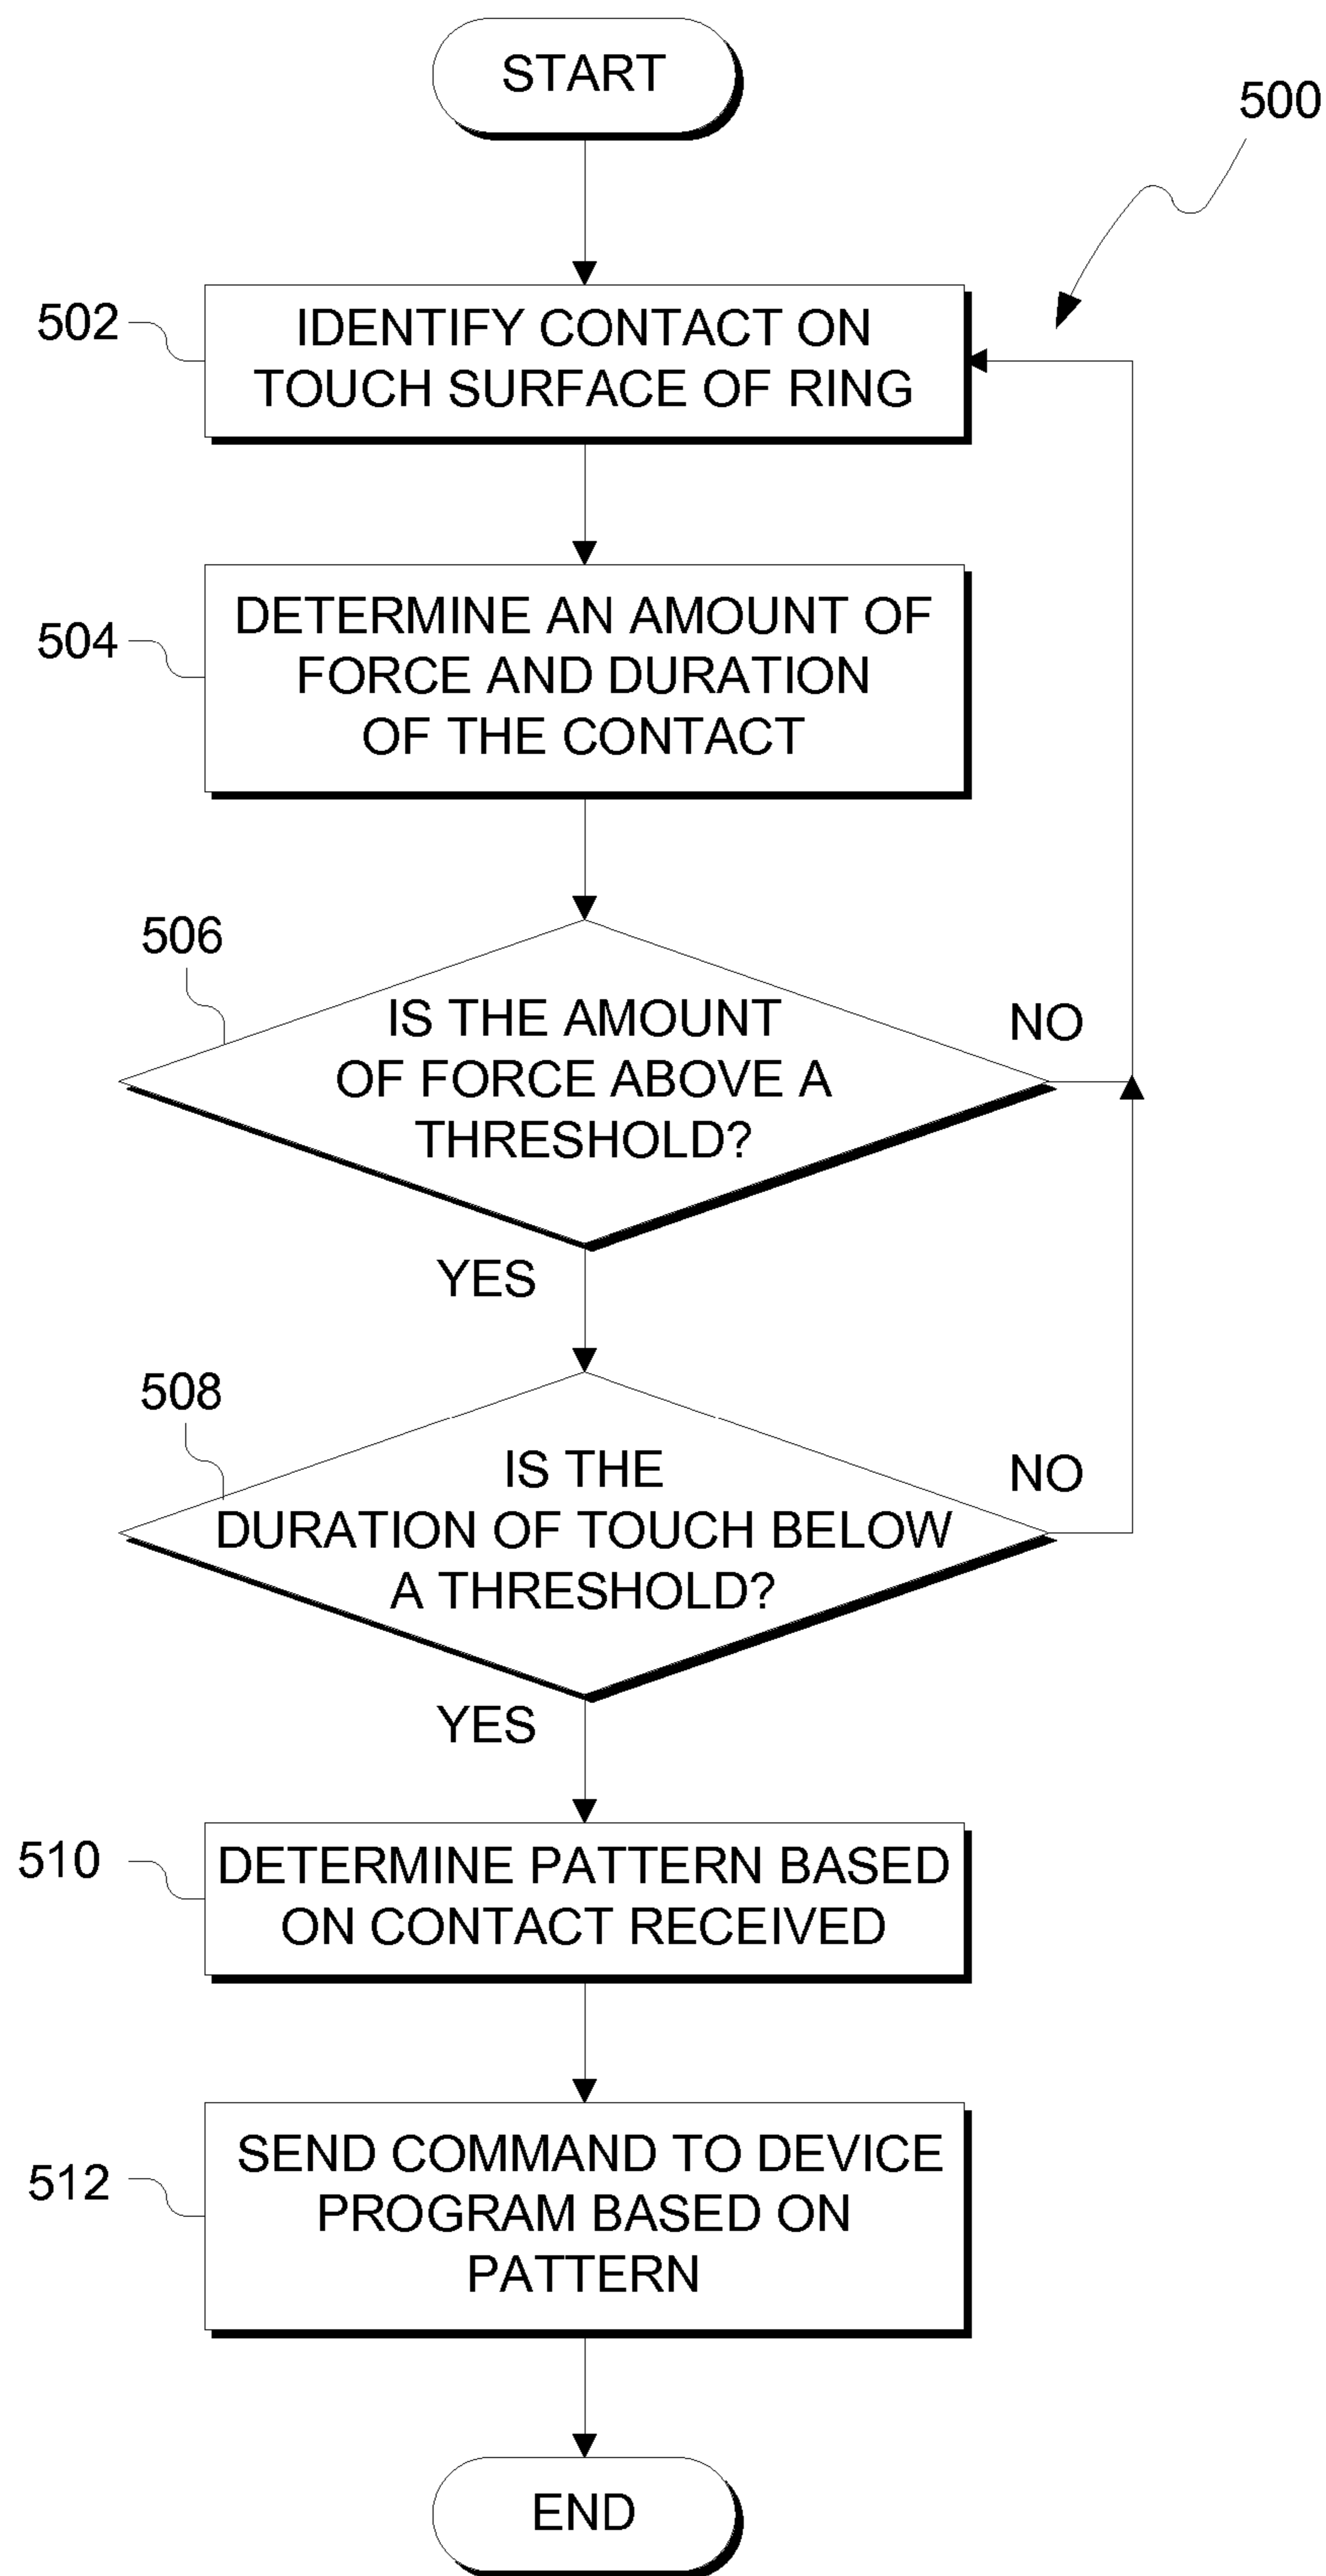 START
500
502
IDENTIFY CONTACT ON
TOUCH SURFACE OF RING
504
DETERMINE AN AMOUNT OF
FORCE AND DURATION
OF THE CONTACT
506
IS THE AMOUNT
OF FORCE ABOVE A
THRESHOLD?
NO
YES
508
IS THE
DURATION OF TOUCH BELOW
A THRESHOLD?
NO
YES
510
DETERMINE PATTERN BASED
ON CONTACT RECEIVED
512
SEND COMMAND TO DEVICE
PROGRAM BASED ON
PATTERN
END